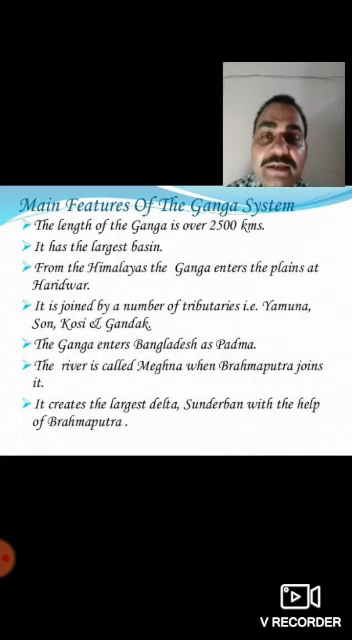 Main Features Of The Ganga System
The length of the Ganga is over 2500 kms.
It has the largest basin.
From the Himalayas the Ganga enters the plains at
Haridwar.
It is joined by a number of tributaries i.e. Yamuna,
Son, Kosi & Gandak.
The Ganga enters Bangladesh as Padma.
The river is called Meghna when Brahmaputra joins
it.
It creates the largest delta, Sunderban with the help
of Brahmaputra .
V RECORDER